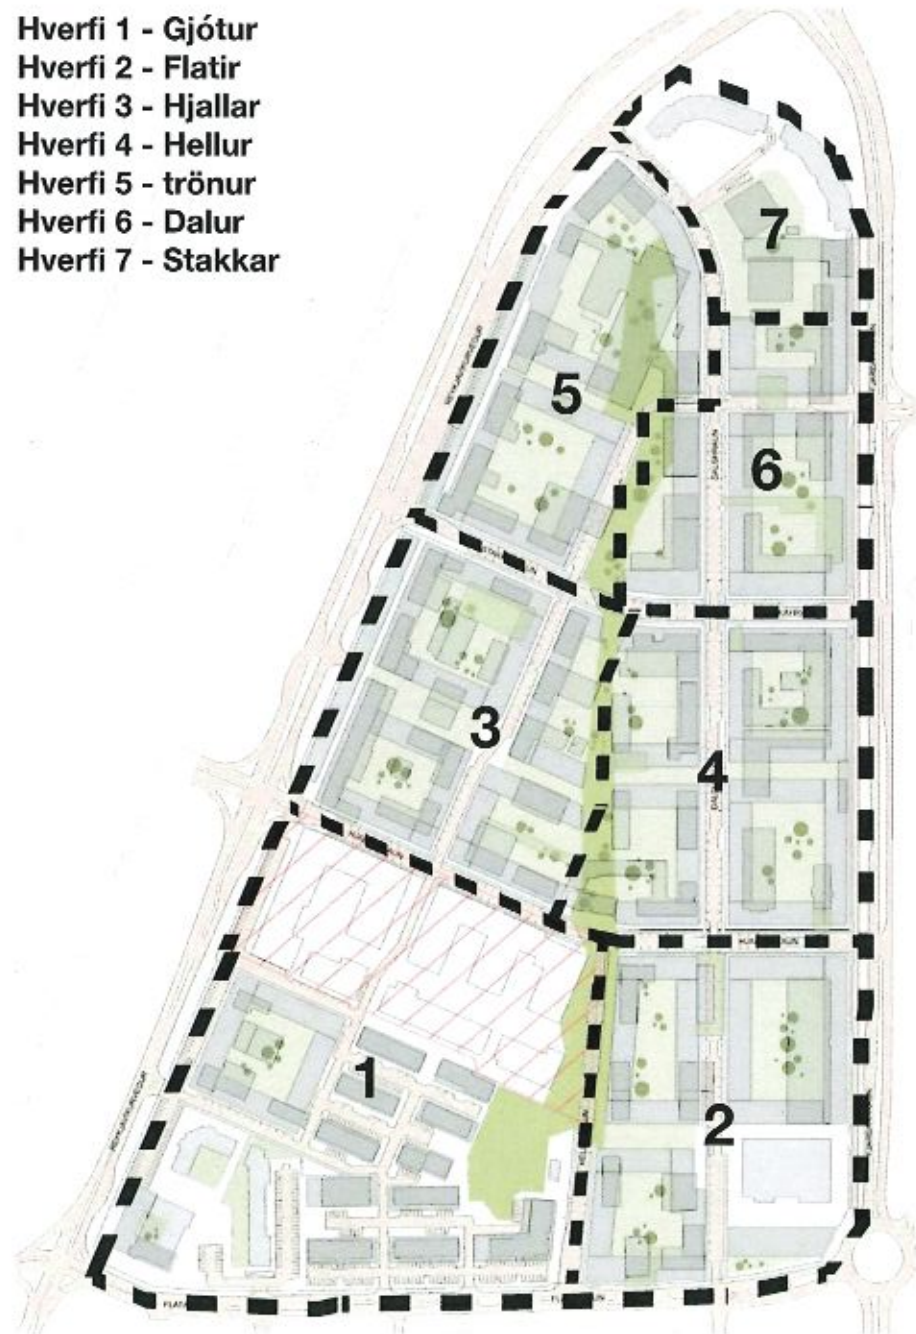 Hverfi 1 - Gjótur
Hverfi 2 - Flatir
Hverfi 3 - Hjallar
Hverfi 4 - Hellur
Hverfi 5 - trönur
Hverfi 6 - Dalur
Hverfi 7 - Stakkar
7
5
6
3
4
1
2